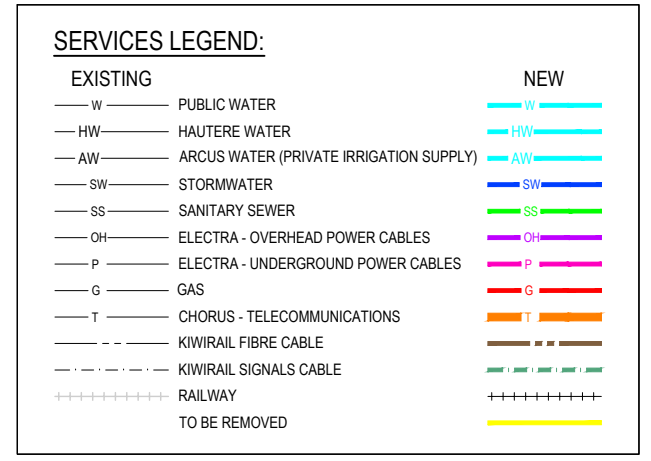 SERVICES LEGEND:
EXISTING NEW
W PUBLIC WATER W
HW HAUTERE WATER HW
AW ARCUS WATER (PRIVATE IRRIGATION SUPPLY) AW
SW STORMWATER SW
SS SANITARY SEWER SS
OH ELECTRA - OVERHEAD POWER CABLES OH
P ELECTRA - UNDERGROUND POWER CABLES P
G GAS G
T CHORUS - TELECOMMUNICATIONS T
KIWIRAIL FIBRE CABLE
KIWIRAIL SIGNALS CABLE
RAILWAY
TO BE REMOVED